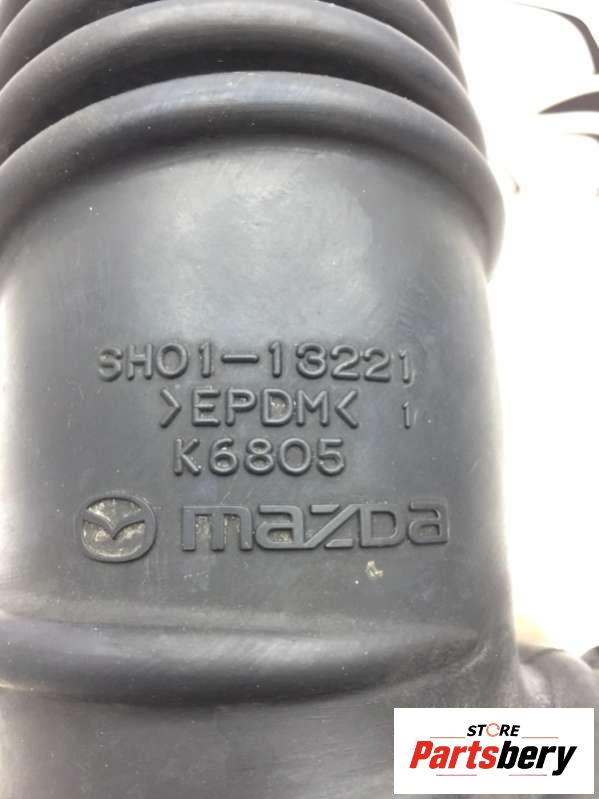 SH01-13221
>EPDM< 1
K6805
mazda
STORE
Partsbery